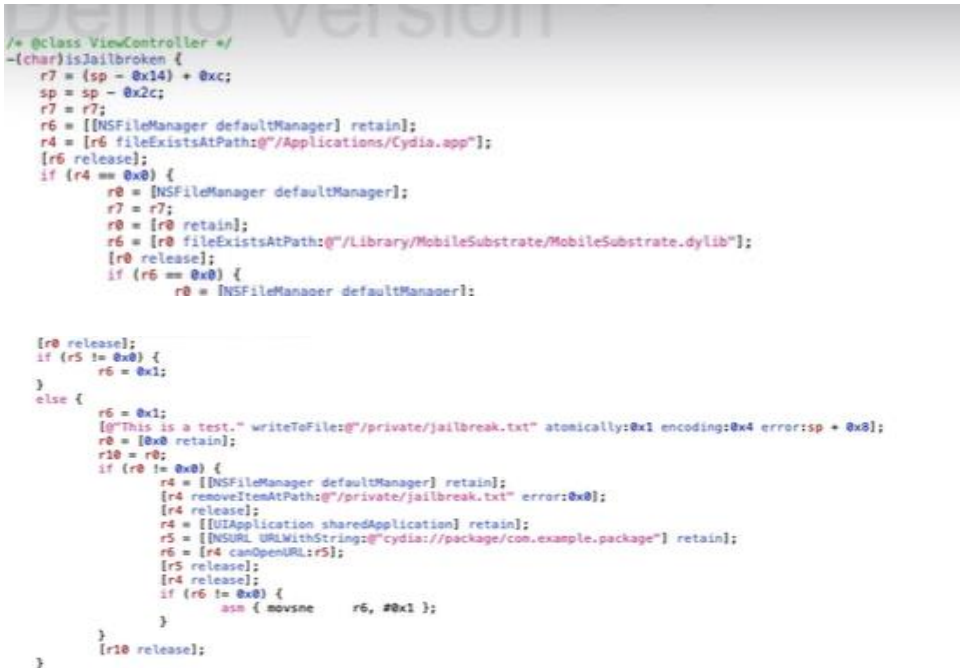 Demo Version
/* @class ViewController */
-(char)isJailbroken {
r7 = (sp - 0x14) + 0xc;
sp = sp - 0x2c;
r7 = r7;
r6 = [[NSFileManager defaultManager] retain];
r4 = [r6 fileExistsAtPath:@"/Applications/Cydia.app"];
[r6 release];
if (r4 == 0x0) {
r0 = [NSFileManager defaultManager];
r7 = r7;
r0 = [r0 retain];
r6 = [r0 fileExistsAtPath:@"/Library/MobileSubstrate/MobileSubstrate.dylib"];
[r0 release];
if (r6 == 0x0) {
r0 = [NSFileManager defaultManager];
[r0 release];
if (r5 != 0x0) {
r6 = 0x1;
}
else {
r6 = 0x1;
[@"This is a test." writeToFile:@"/private/jailbreak.txt" atomically:0x1 encoding:0x4 error:sp + 0x8];
r0 = [0x0 retain];
r10 = r0;
if (r0 != 0x0) {
r4 = [[NSFileManager defaultManager] retain];
[r4 removeItemAtPath:@"/private/jailbreak.txt" error:0x0];
[r4 release];
r4 = [[UIApplication sharedApplication] retain];
r5 = [[NSURL URLWithString:@"cydia://package/com.example.package"] retain];
r6 = [r4 canOpenURL:r5];
[r5 release];
[r4 release];
if (r6 != 0x0) {
asm { movsne r6, #0x1 };
}
}
[r10 release];
}